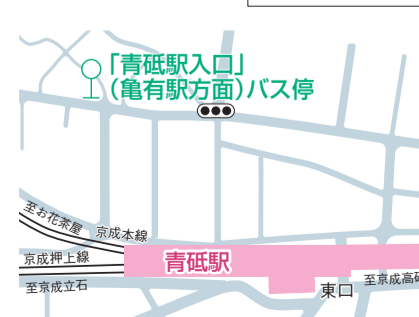 「青砥駅入口」
(亀有駅方面)バス停
至お花茶屋
京成本線
京成押上線
青砥駅
至京成立石
東口
至京成高砂